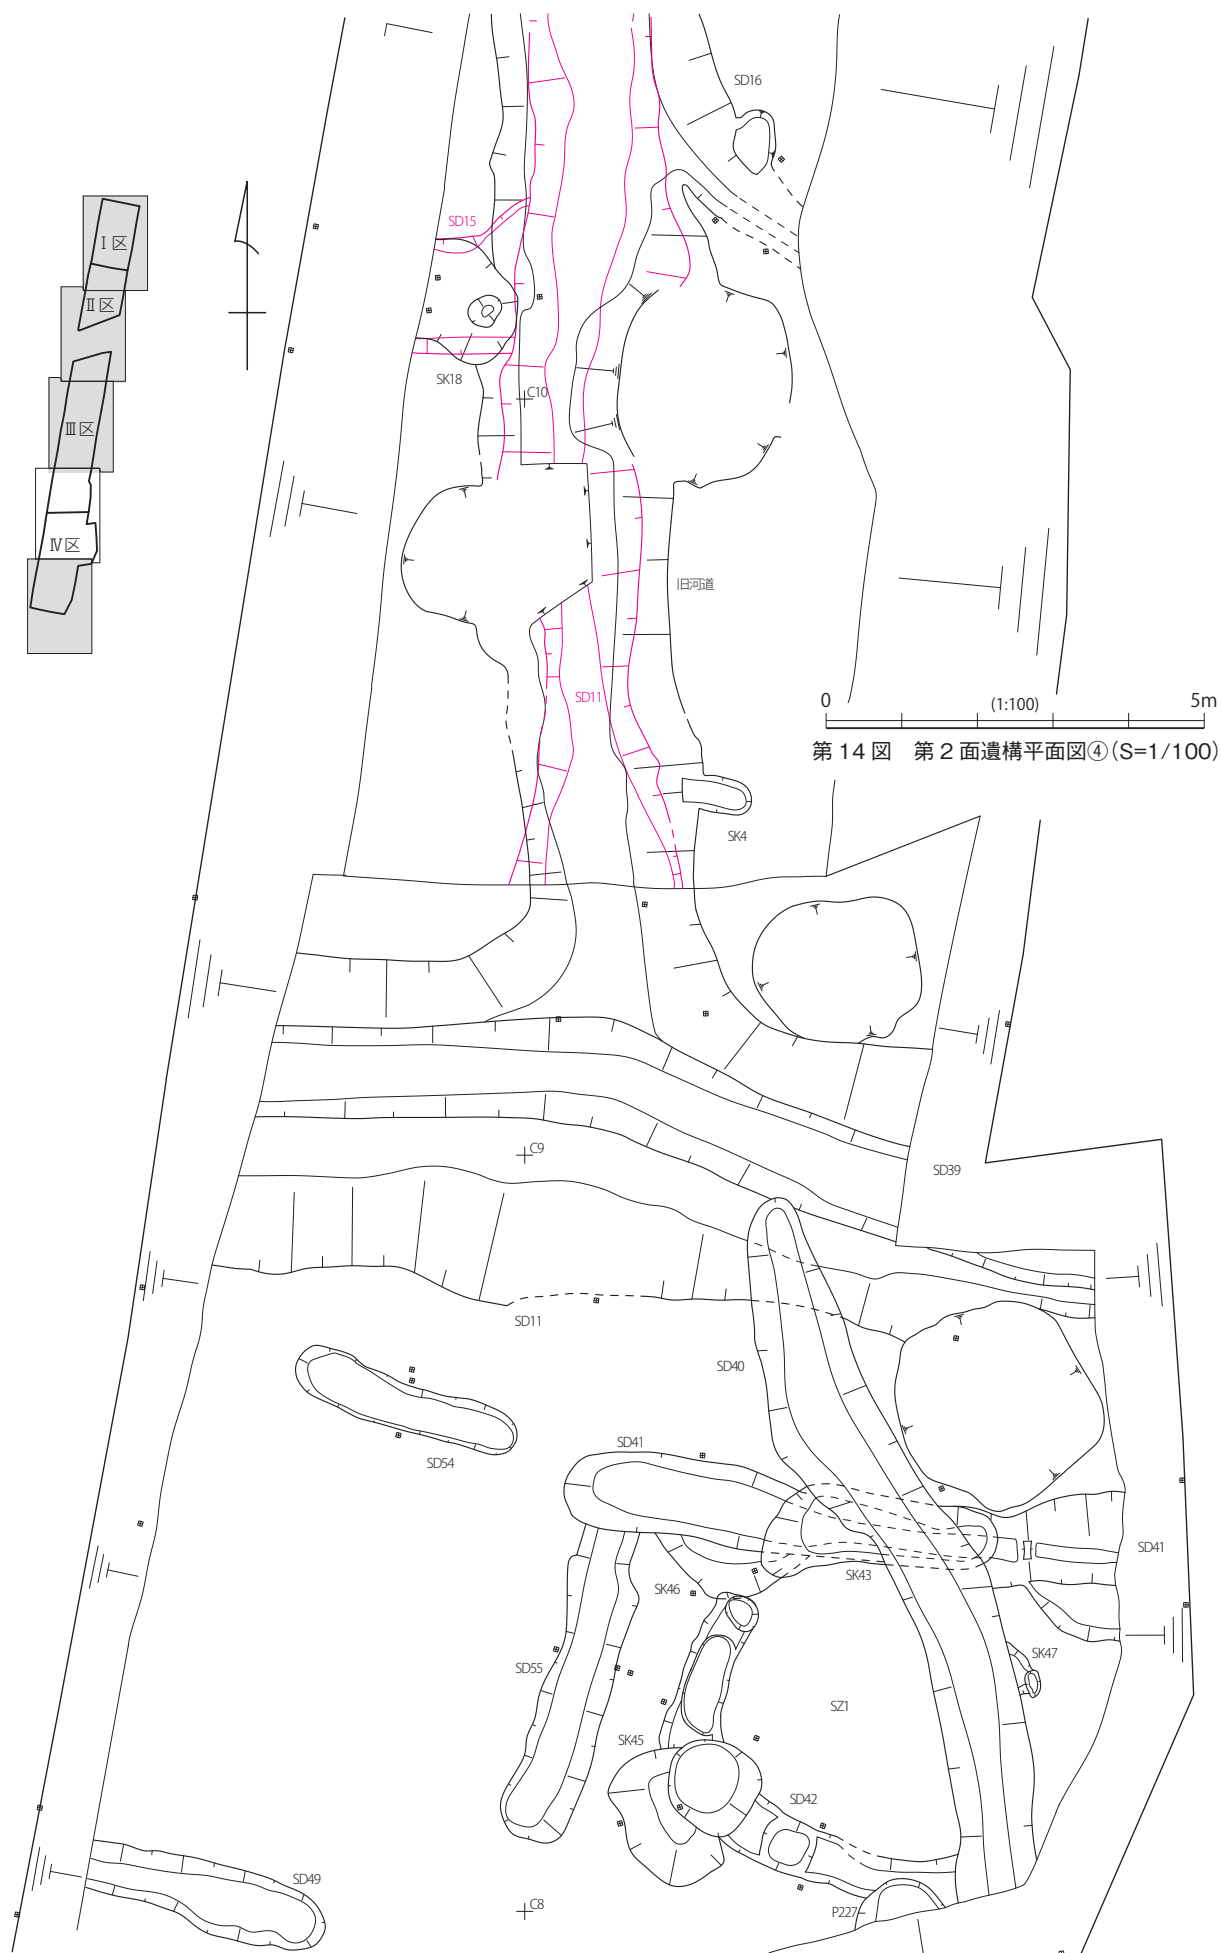 SD16
Ⅰ区
SD15
Ⅱ区
SK18
C10
Ⅲ区
Ⅳ区
旧河道
SD11
0 (1:100) 5m
第14図 第2面遺構平面図④(S=1/100)
SK4
C9
SD39
SD11
SD40
SD41
SD54
SD41
SK43
SK46
SK47
SD55
SZ1
SK45
SD42
SD49
C8
P227